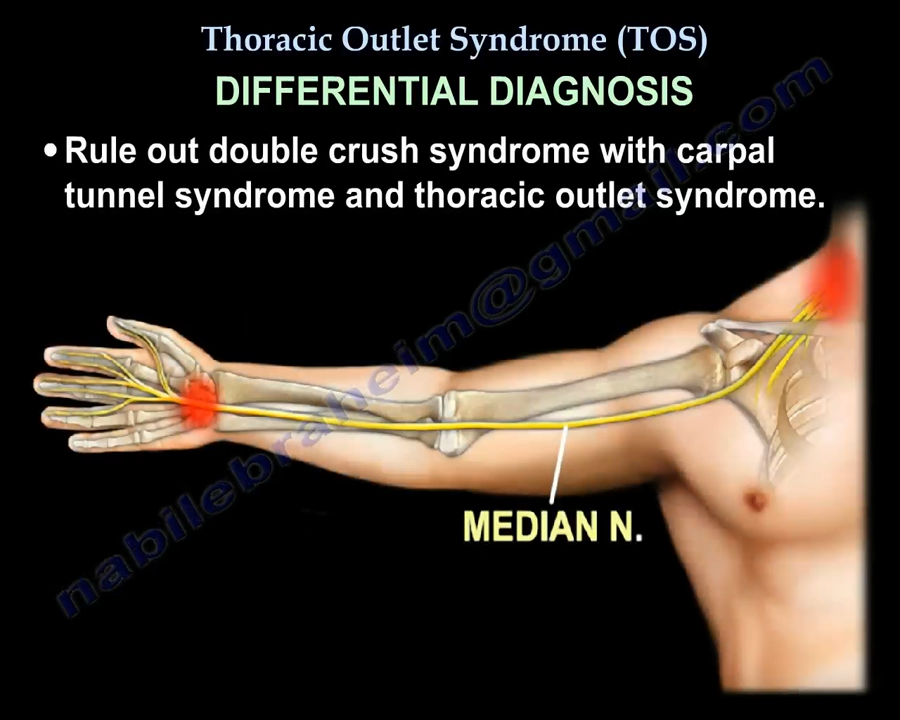 Thoracic Outlet Syndrome (TOS)
DIFFERENTIAL DIAGNOSIS
• Rule out double crush syndrome with carpal
tunnel syndrome and thoracic outlet syndrome.
nabilebraheim@gmail.com
MEDIAN N.